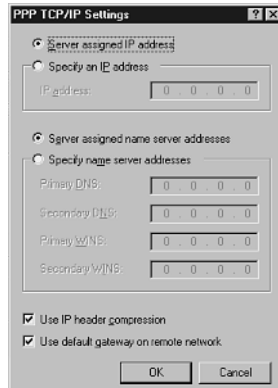 PPP TCP/IP Settings
Server assigned IP address
Specify an IP address
IP address: 0 . 0 . 0 . 0
Server assigned name server addresses
Specify name server addresses
Primary DNS: 0 . 0 . 0 . 0
Secondary DNS: 0 . 0 . 0 . 0
Primary WINS: 0 . 0 . 0 . 0
Secondary WINS: 0 . 0 . 0 . 0
Use IP header compression
Use default gateway on remote network
OK Cancel